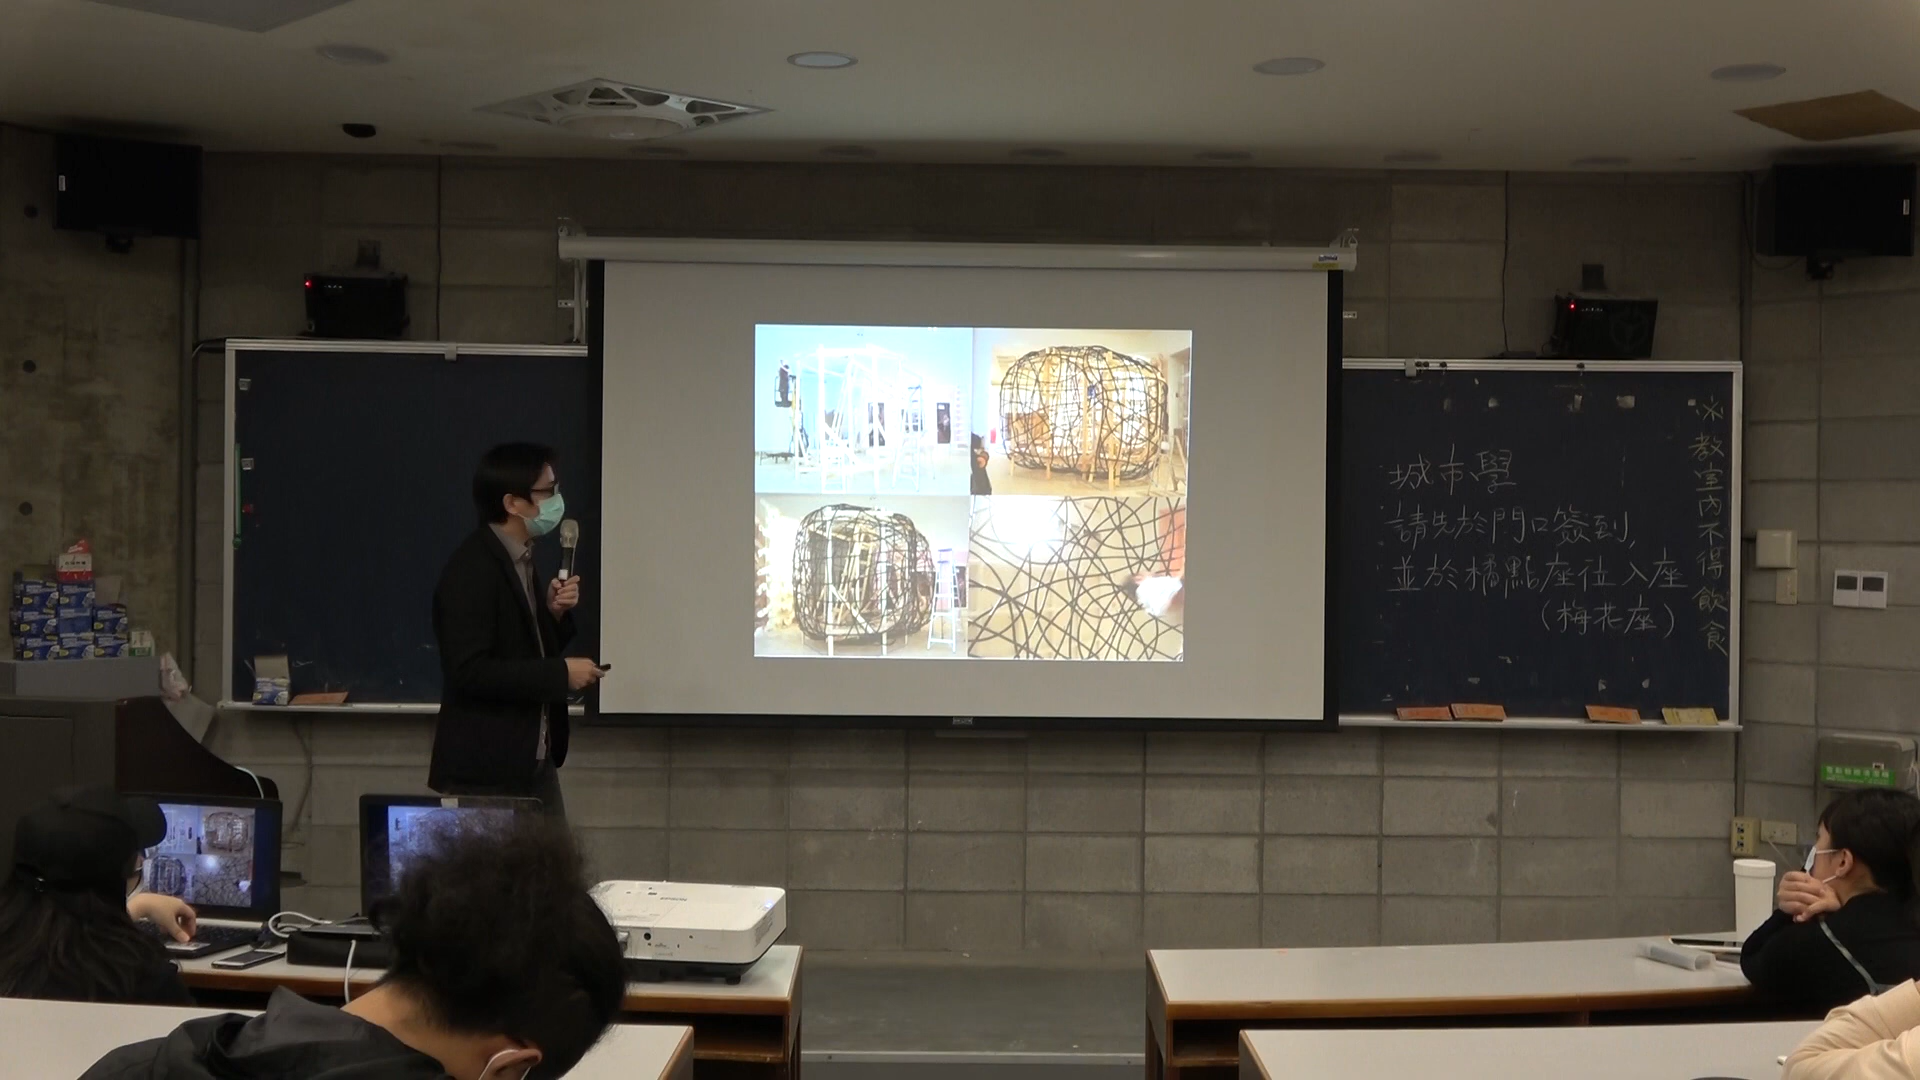 城市學
請先於門口簽到,
並於橘點座位入座
(梅花座)
※教室內不得飲食